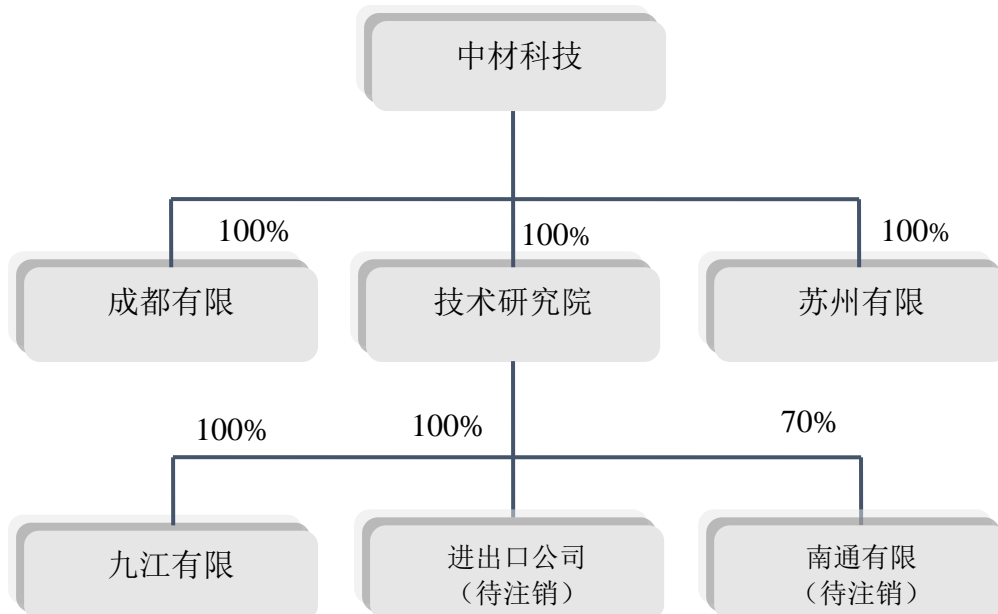 中材科技
100%
100%
100%
成都有限
技术研究院
苏州有限
100%
100%
70%
九江有限
进出口公司
（待注销）
南通有限
（待注销）